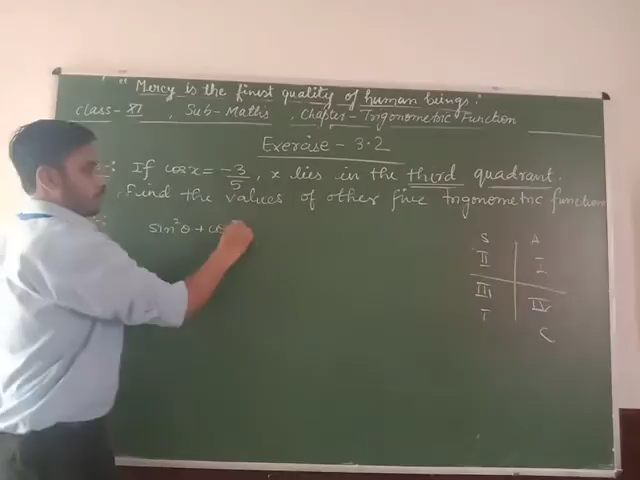 " Mercy is the finest quality of human beings."
Class - XI , Sub - Maths , Chapter - Trigonometric Function
Exercise - 3.2
: If cos x = -3/5 , x lies in the third quadrant.
Find the values of other five trigonometric function
: sin²θ + co
S A
II I
III IV
T C